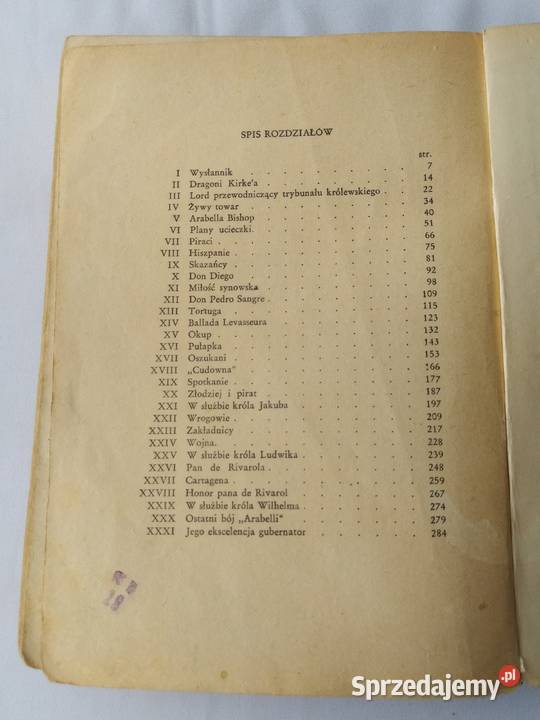 SPIS ROZDZIAŁÓW
str.
I Wysłannik . . . . . . . . . . 7
II Dragoni Kirke'a . . . . . . . . . 14
III Lord przewodniczący trybunału królewskiego . . 22
IV Żywy towar . . . . . . . . . . 34
V Arabella Bishop . . . . . . . . . 40
VI Plany ucieczki. . . . . . . . . . 51
VII Piraci . . . . . . . . . . . 66
VIII Hiszpanie . . . . . . . . . . 75
IX Skazańcy . . . . . . . . . . 81
X Don Diego . . . . . . . . . . 92
XI Miłość synowska . . . . . . . . . 98
XII Don Pedro Sangre . . . . . . . . 109
XIII Tortuga . . . . . . . . . . 115
XIV Ballada Levasseura . . . . . . . . 123
XV Okup . . . . . . . . . . . 132
XVI Pułapka . . . . . . . . . . 143
XVII Oszukani . . . . . . . . . . 153
XVIII „Cudowna" . . . . . . . . . . 166
XIX Spotkanie . . . . . . . . . . 177
XX Złodziej i pirat . . . . . . . . . 187
XXI W służbie króla Jakuba . . . . . . . 197
XXII Wrogowie . . . . . . . . . . 209
XXIII Zakładnicy . . . . . . . . . . 217
XXIV Wojna. . . . . . . . . . . 228
XXV W służbie króla Ludwika . . . . . . . 239
XXVI Pan de Rivarola . . . . . . . . . 248
XXVII Cartagena . . . . . . . . . . 259
XXVIII Honor pana de Rivarol . . . . . . . 267
XXIX W służbie króla Wilhelma . . . . . . . 274
XXX Ostatni bój „Arabelli" . . . . . . . . 279
XXXI Jego ekscelencja gubernator . . . . . . 284
Sprzedajemy.pl